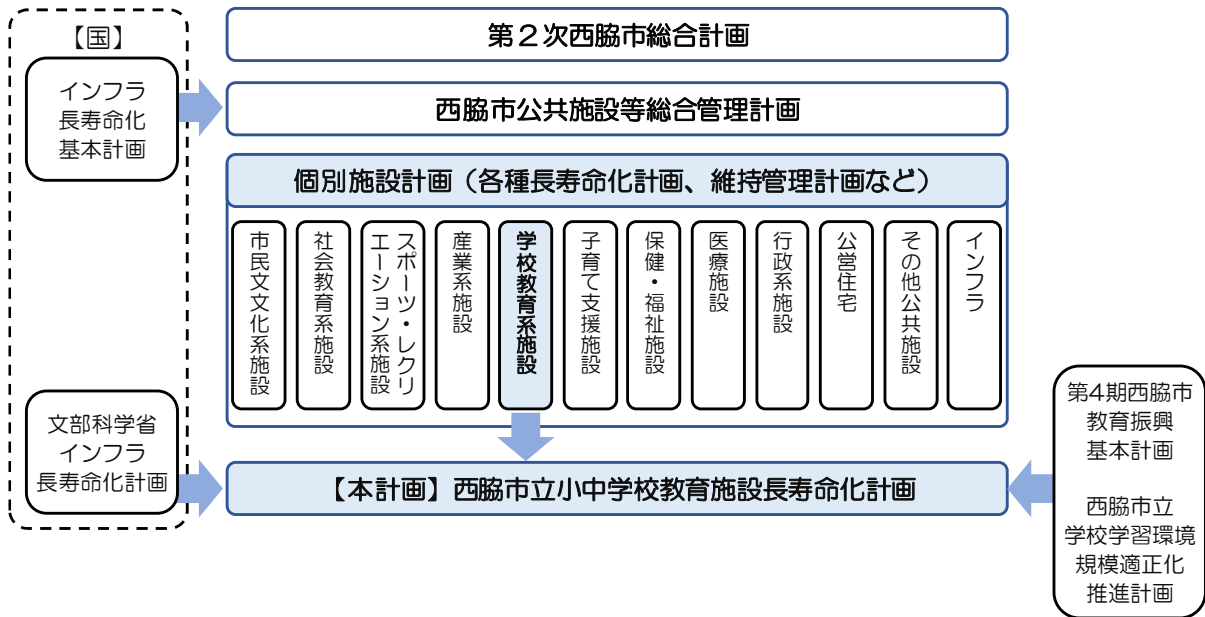 【国】
インフラ
長寿命化
基本計画
文部科学省
インフラ
長寿命化計画
第２次西脇市総合計画
西脇市公共施設等総合管理計画
個別施設計画（各種長寿命化計画、維持管理計画など）
市民文文化系施設
社会教育系施設
スポーツ・レクリ
エーション系施設
産業系施設
学校教育系施設
子育て支援施設
保健・福祉施設
医療施設
行政系施設
公営住宅
その他公共施設
インフラ
【本計画】西脇市立小中学校教育施設長寿命化計画
第4期西脇市
教育振興
基本計画
西脇市立
学校学習環境
規模適正化
推進計画